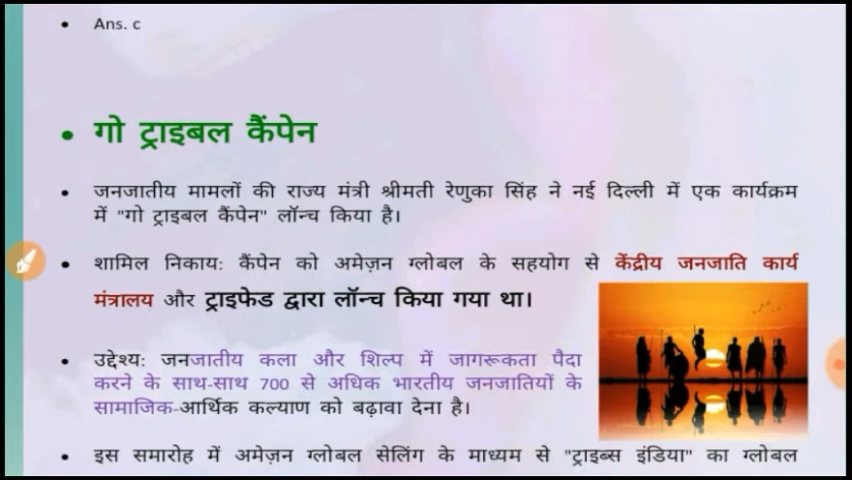 • Ans. c
• गो ट्राइबल कैंपेन
• जनजातीय मामलों की राज्य मंत्री श्रीमती रेणुका सिंह ने नई दिल्ली में एक कार्यक्रम
में "गो ट्राइबल कैंपेन" लॉन्च किया है।
• शामिल निकाय: कैंपेन को अमेज़न ग्लोबल के सहयोग से केंद्रीय जनजाति कार्य
मंत्रालय और ट्राइफेड द्वारा लॉन्च किया गया था।
• उद्देश्य: जनजातीय कला और शिल्प में जागरूकता पैदा
करने के साथ-साथ 700 से अधिक भारतीय जनजातियों के
सामाजिक-आर्थिक कल्याण को बढ़ावा देना है।
• इस समारोह में अमेज़न ग्लोबल सेलिंग के माध्यम से "ट्राइब्स इंडिया" का ग्लोबल